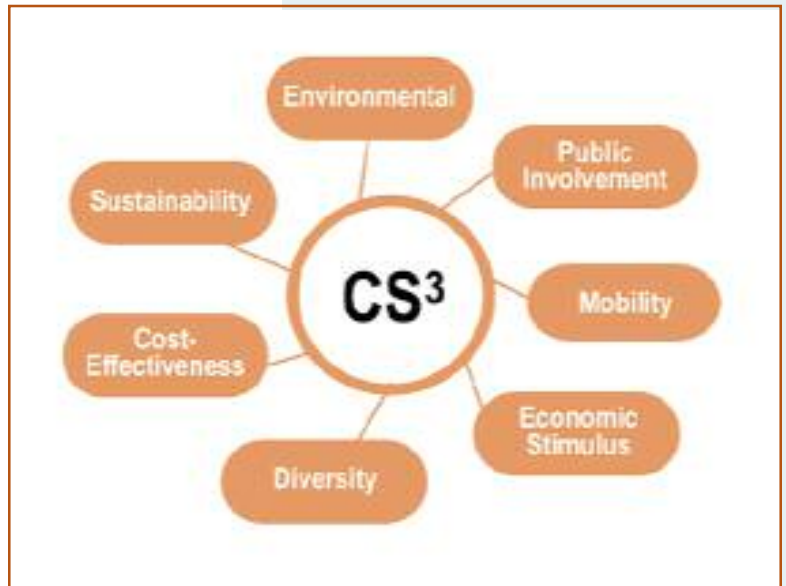 Environmental
Public
Involvement
Sustainability
CS³
Mobility
Cost-
Effectiveness
Economic
Stimulus
Diversity